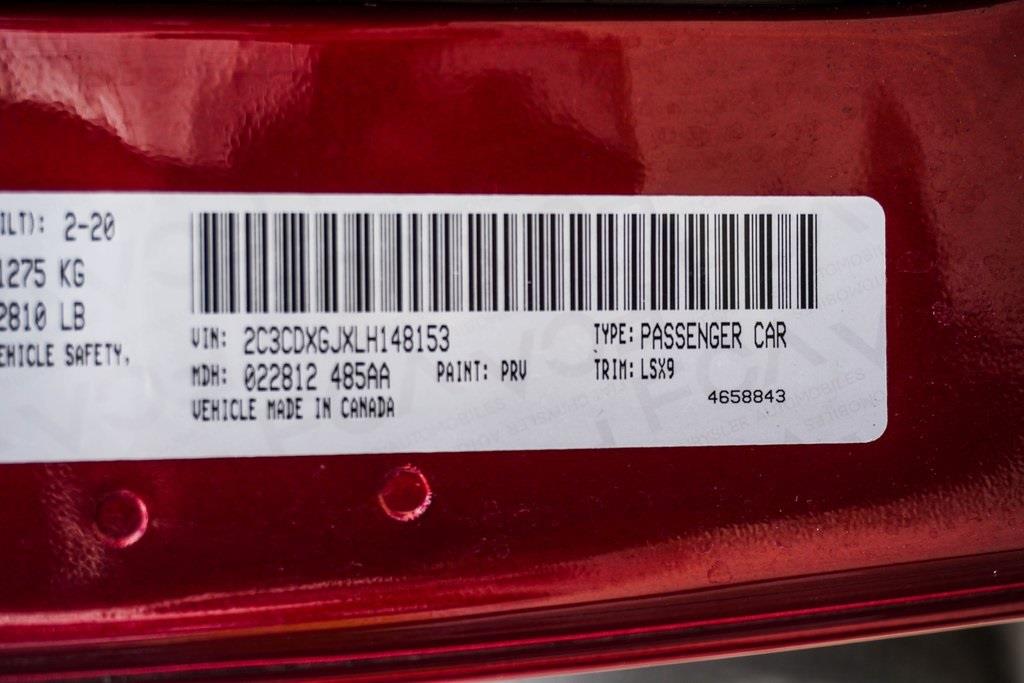 ILT): 2-20
1275 KG
2810 LB
EHICLE SAFETY,
VIN: 2C3CDXGJXLH148153 TYPE: PASSENGER CAR
MDH: 022812 485AA PAINT: PRV TRIM: LSX9
VEHICLE MADE IN CANADA 4658843